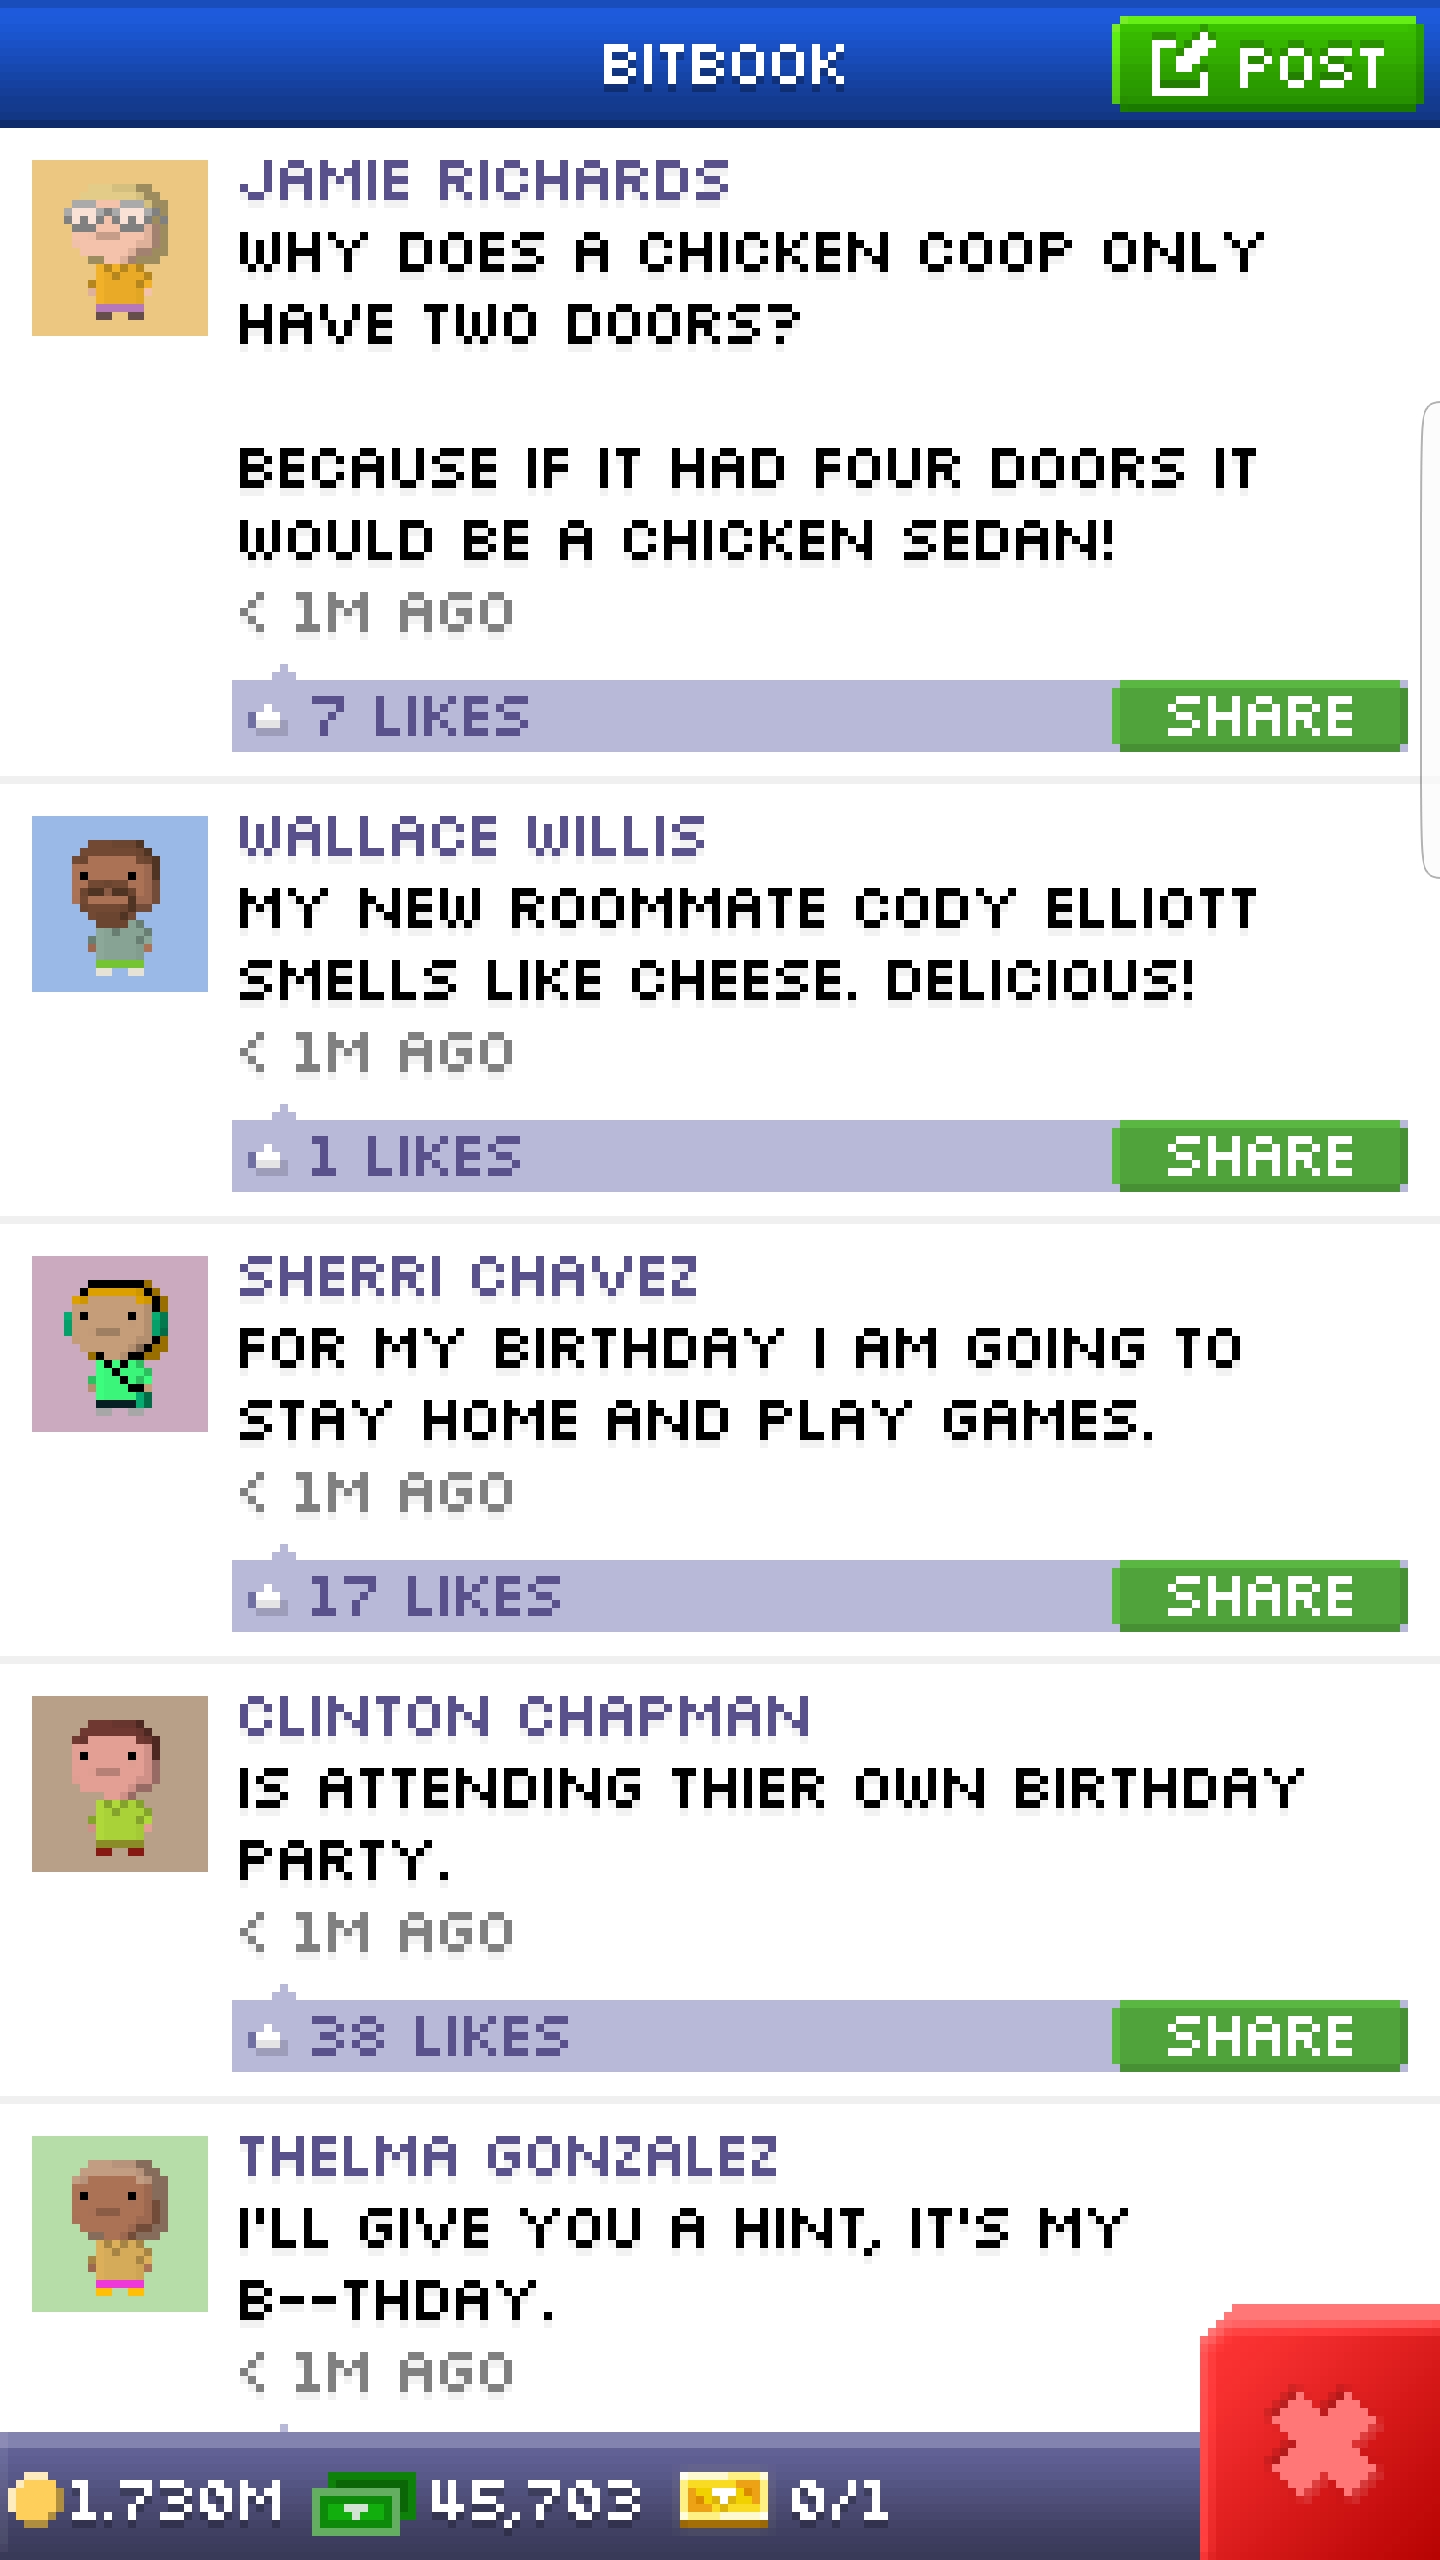 BITBOOK
POST
JAMIE RICHARDS
WHY DOES A CHICKEN COOP ONLY
HAVE TWO DOORS?
BECAUSE IF IT HAD FOUR DOORS IT
WOULD BE A CHICKEN SEDAN!
< 1M AGO
7 LIKES
SHARE
WALLACE WILLIS
MY NEW ROOMMATE CODY ELLIOTT
SMELLS LIKE CHEESE. DELICIOUS!
< 1M AGO
1 LIKES
SHARE
SHERRI CHAVEZ
FOR MY BIRTHDAY I AM GOING TO
STAY HOME AND PLAY GAMES.
< 1M AGO
17 LIKES
SHARE
CLINTON CHAPMAN
IS ATTENDING THIER OWN BIRTHDAY
PARTY.
< 1M AGO
38 LIKES
SHARE
THELMA GONZALEZ
I'LL GIVE YOU A HINT, IT'S MY
B--THDAY.
< 1M AGO
1.730M 45,703 0/1